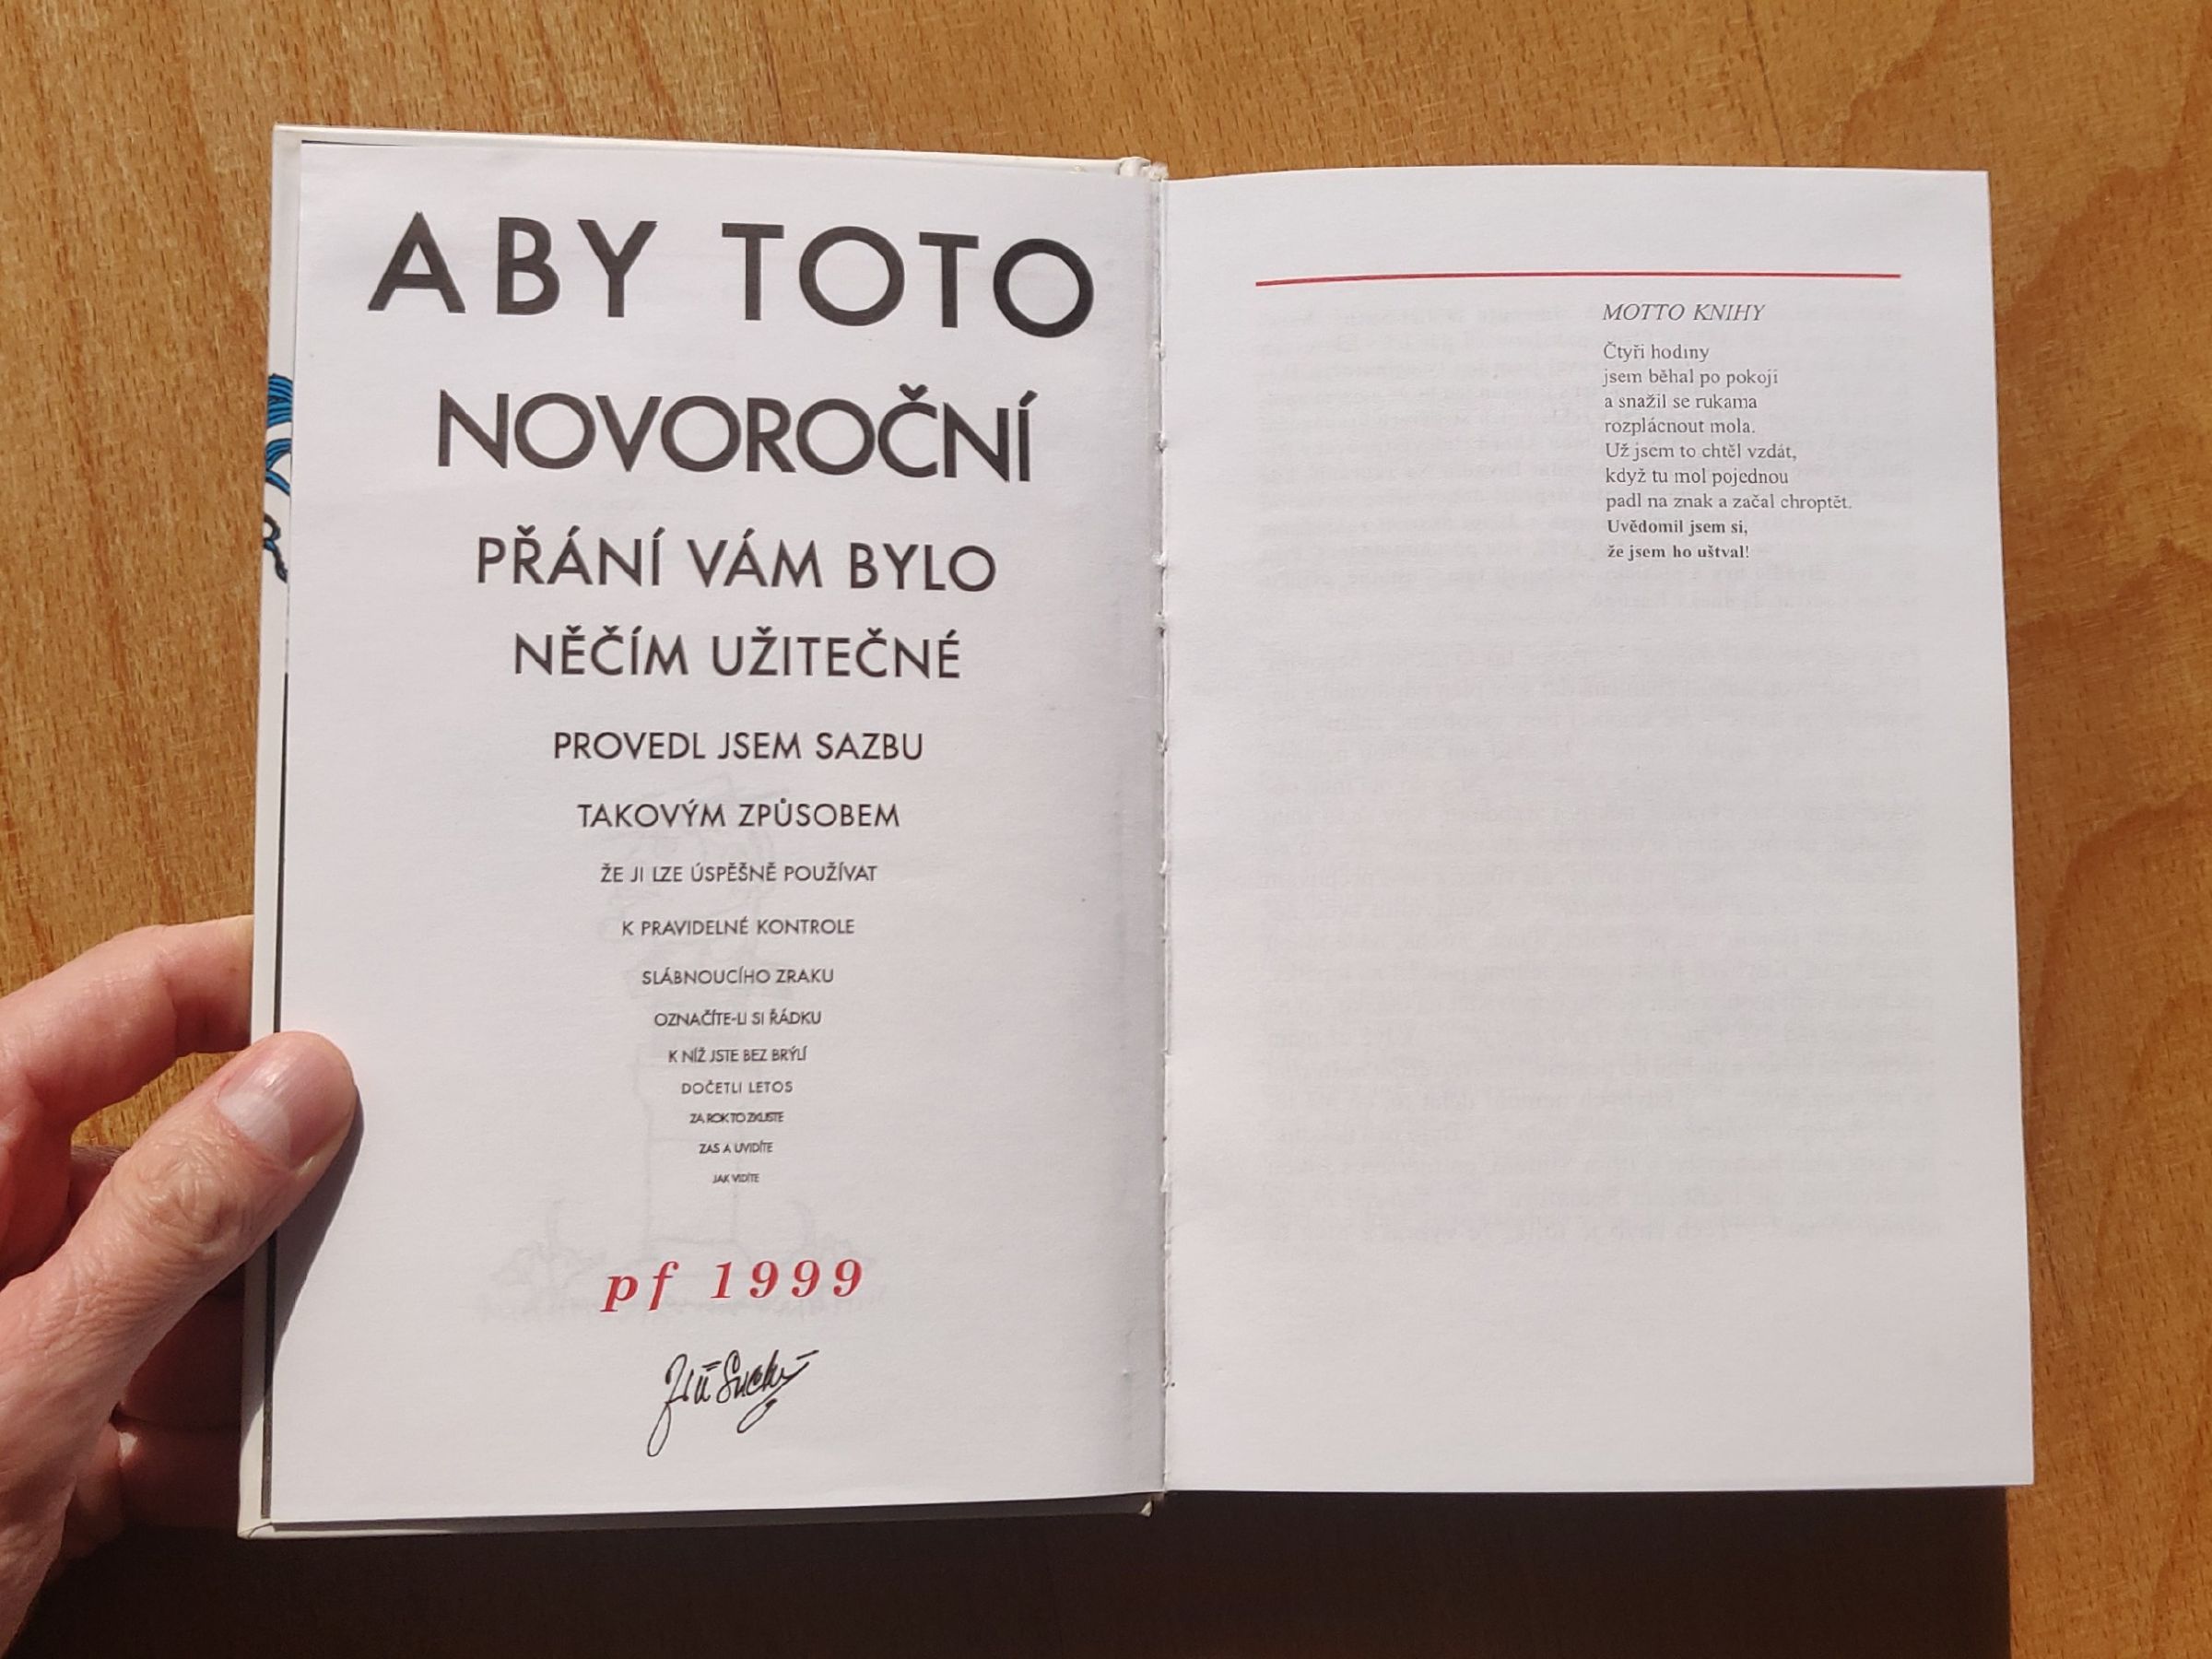 ABY TOTO
NOVOROČNÍ
PŘÁNÍ VÁM BYLO
NĚČÍM UŽITEČNÉ
PROVEDL JSEM SAZBU
TAKOVÝM ZPŮSOBEM
ŽE JI LZE ÚSPĚŠNĚ POUŽÍVAT
K PRAVIDELNÉ KONTROLE
SLÁBNOUCÍHO ZRAKU
OZNAČÍTE-LI SI ŘÁDKU
K NÍŽ JSTE BEZ BRÝLÍ
DOČETLI LETOS
ZA ROK TO ZKUSTE
ZAS A UVIDÍTE
JAK VIDÍTE
pf 1999
Jiří Suchý
MOTTO KNIHY
Čtyři hodiny
jsem běhal po pokoji
a snažil se rukama
rozplácnout mola.
Už jsem to chtěl vzdát,
když tu mol pojednou
padl na znak a začal chroptět.
Uvědomil jsem si,
že jsem ho uštval!